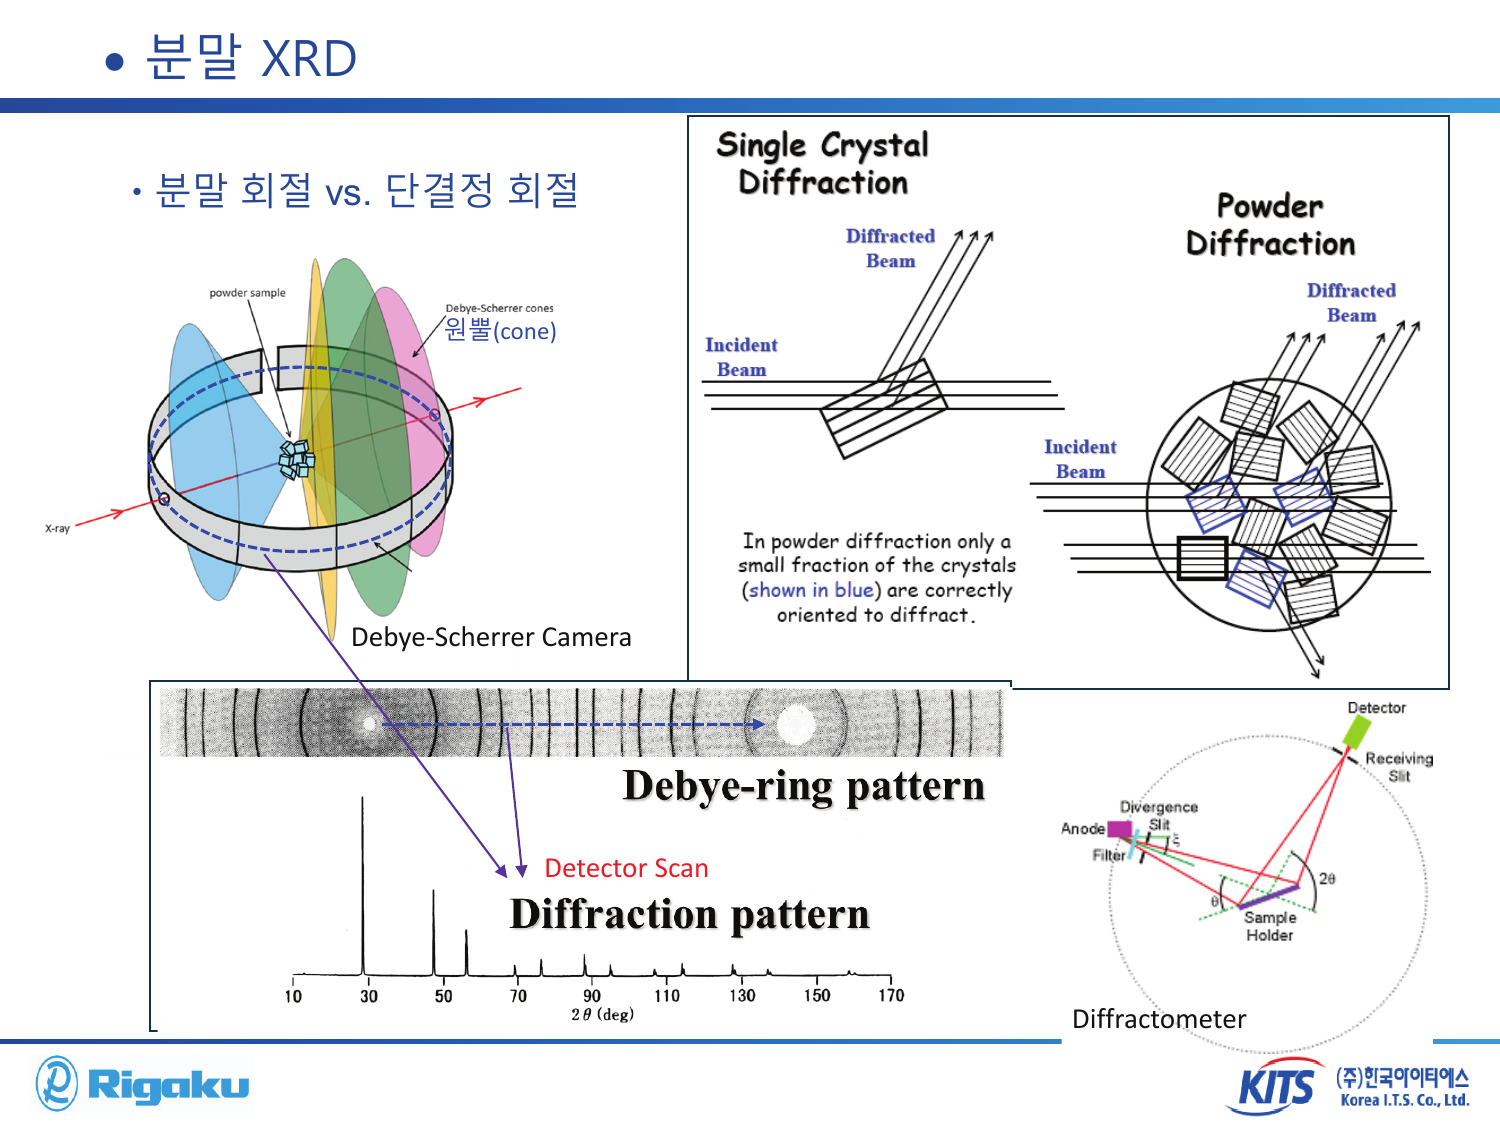 • 분말 XRD
• 분말 회절 vs. 단결정 회절
powder sample
Debye-Scherrer cones
원뿔(cone)
X-ray
Debye-Scherrer Camera
Single Crystal
Diffraction
Diffracted
Beam
Incident
Beam
In powder diffraction only a
small fraction of the crystals
(shown in blue) are correctly
oriented to diffract.
Powder
Diffraction
Diffracted
Beam
Incident
Beam
Debye-ring pattern
Detector Scan
Diffraction pattern
10 30 50 70 90 110 130 150 170
2θ (deg)
Detector
Receiving
Slit
Divergence
Slit
Anode
ξ
Filter
2θ
θ
Sample
Holder
Diffractometer
Rigaku
KITS
(주)한국아이티에스
Korea I.T.S. Co., Ltd.